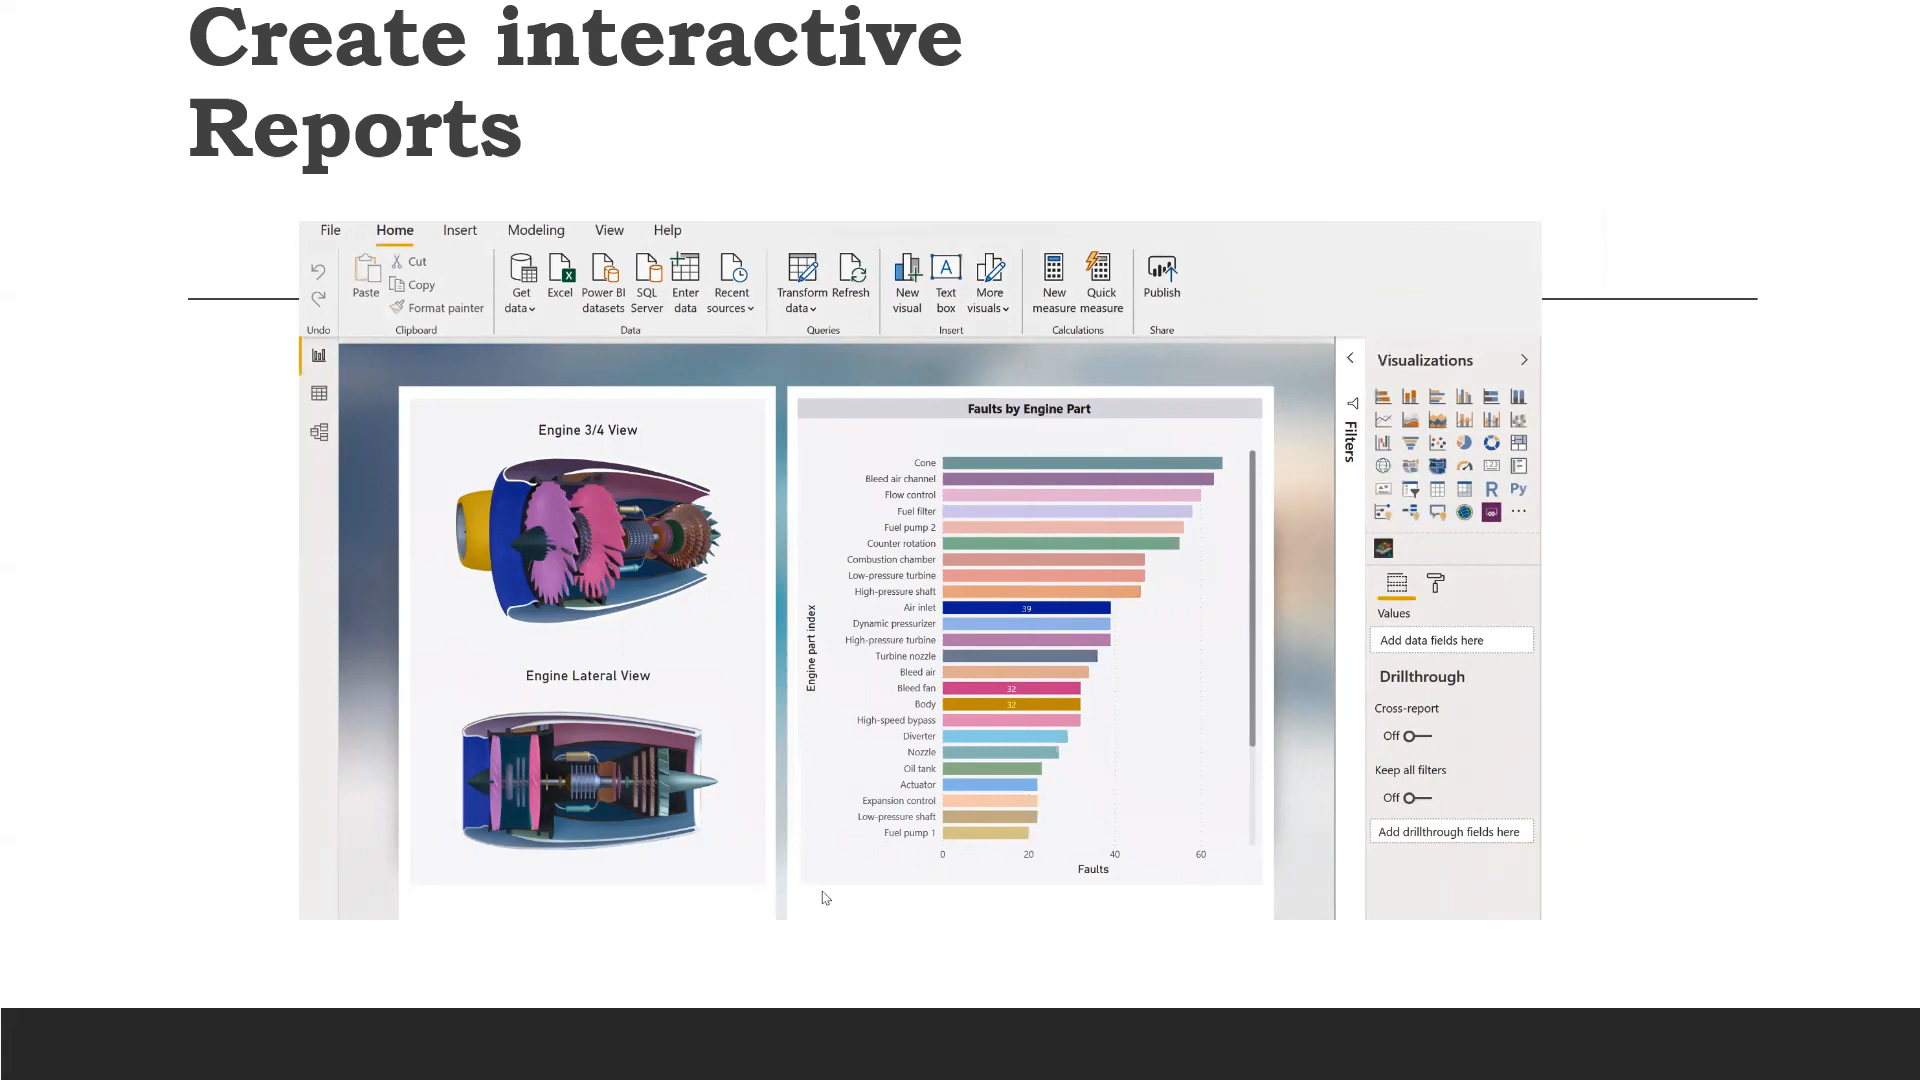 Create interactive
Reports
File Home Insert Modeling View Help
Undo
Paste
Cut
Copy
Format painter
Clipboard
Get data
Excel
Power BI datasets
SQL Server
Enter data
Recent sources
Data
Transform data
Refresh
Queries
New visual
Text box
More visuals
Insert
New measure
Quick measure
Calculations
Publish
Share
Engine 3/4 View
Engine Lateral View
Faults by Engine Part
Engine part index
Cone
Bleed air channel
Flow control
Fuel filter
Fuel pump 2
Counter rotation
Combustion chamber
Low-pressure turbine
High-pressure shaft
Air inlet 39
Dynamic pressurizer
High-pressure turbine
Turbine nozzle
Bleed air
Bleed fan 32
Body 32
High-speed bypass
Diverter
Nozzle
Oil tank
Actuator
Expansion control
Low-pressure shaft
Fuel pump 1
0 20 40 60
Faults
Filters
Visualizations
123
R Py
Values
Add data fields here
Drillthrough
Cross-report
Off
Keep all filters
Off
Add drillthrough fields here